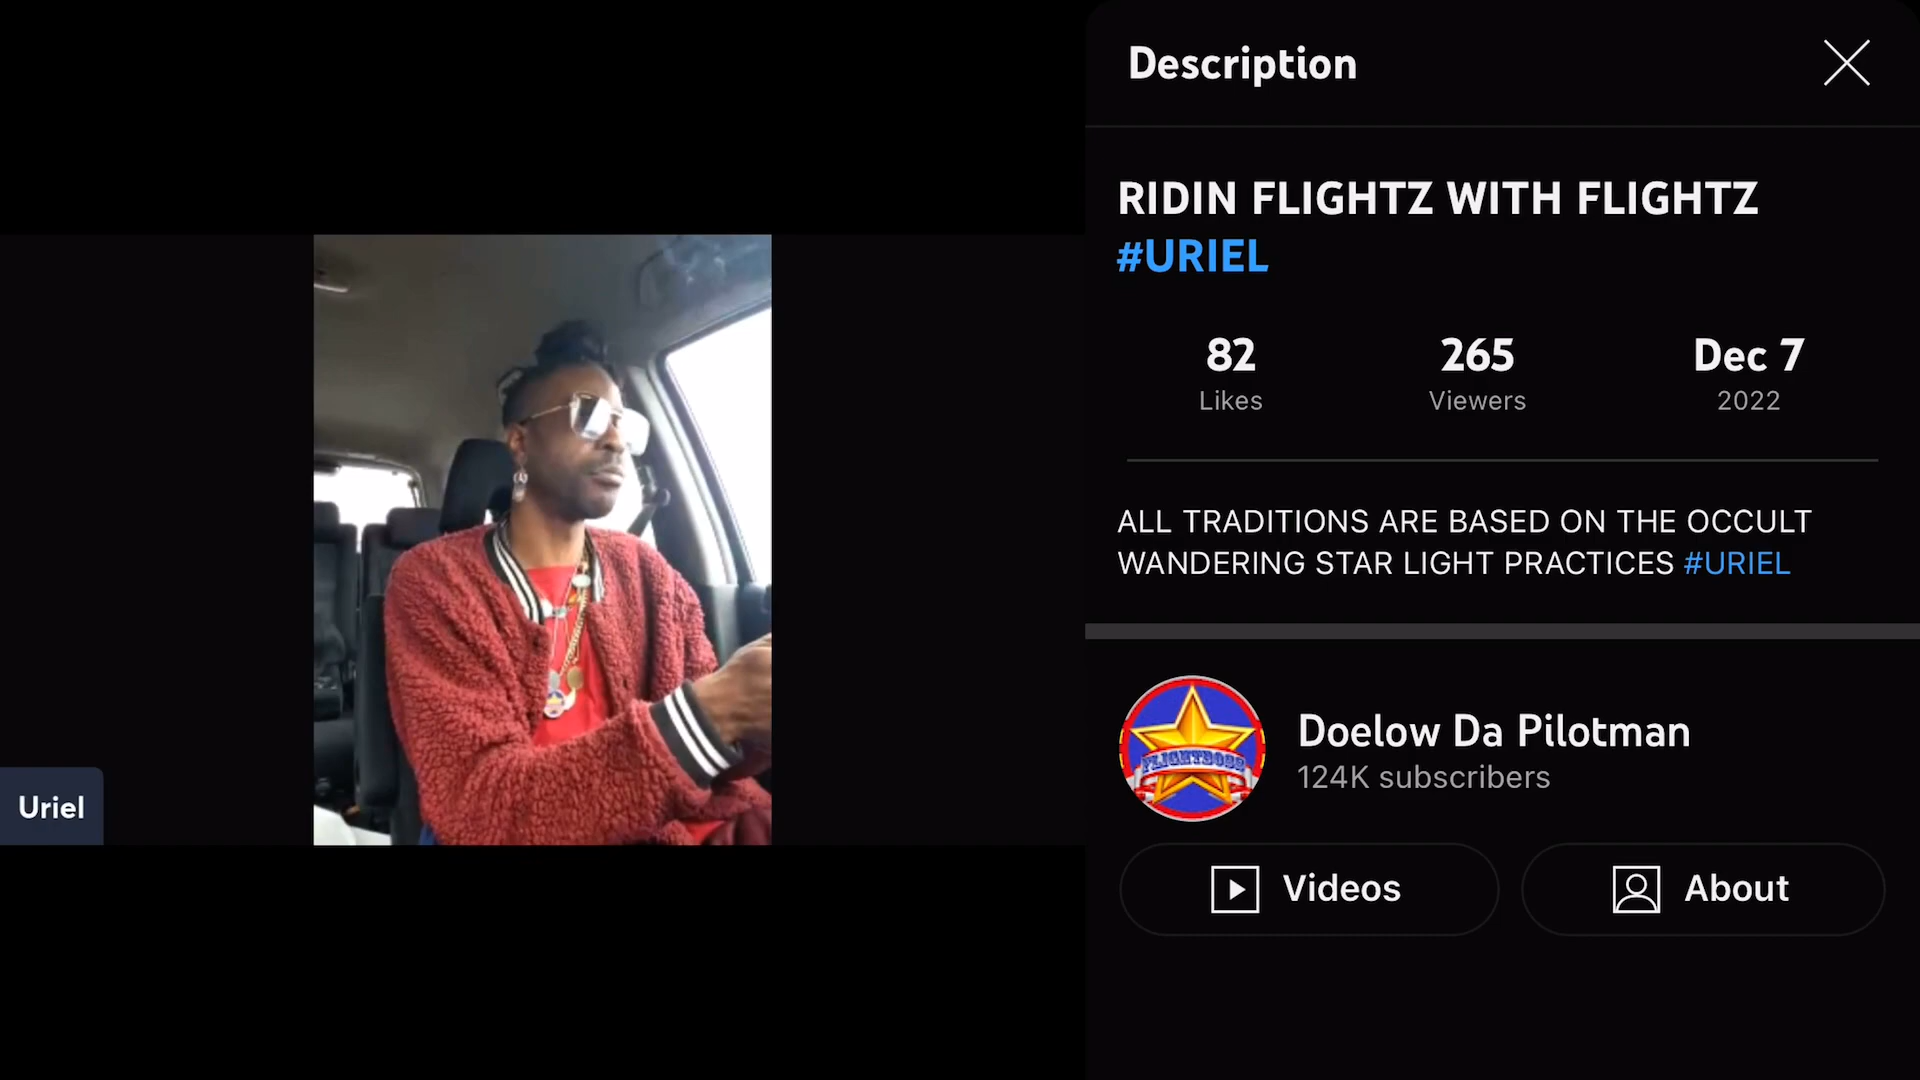 Description
RIDIN FLIGHTZ WITH FLIGHTZ
#URIEL
82
Likes
265
Viewers
Dec 7
2022
ALL TRADITIONS ARE BASED ON THE OCCULT
WANDERING STAR LIGHT PRACTICES #URIEL
FLIGHTBOSS
Doelow Da Pilotman
124K subscribers
Videos
About
Uriel